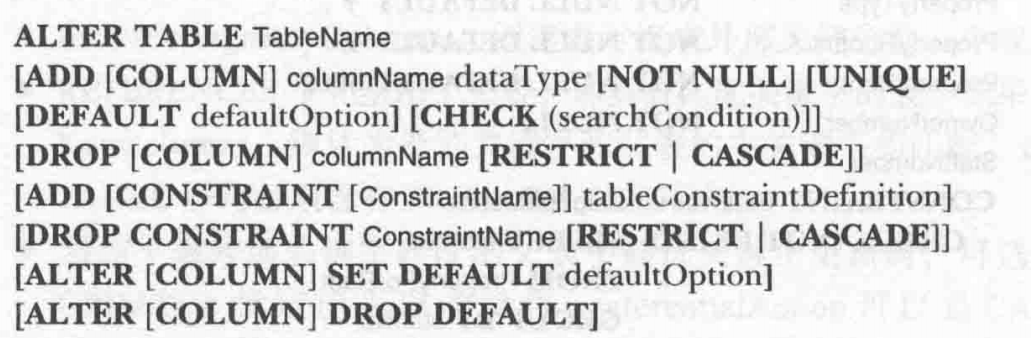 ALTER TABLE TableName
[ADD [COLUMN] columnName dataType [NOT NULL] [UNIQUE]
[DEFAULT defaultOption] [CHECK (searchCondition)]]
[DROP [COLUMN] columnName [RESTRICT | CASCADE]]
[ADD [CONSTRAINT [ConstraintName]] tableConstraintDefinition]
[DROP CONSTRAINT ConstraintName [RESTRICT | CASCADE]]
[ALTER [COLUMN] SET DEFAULT defaultOption]
[ALTER [COLUMN] DROP DEFAULT]